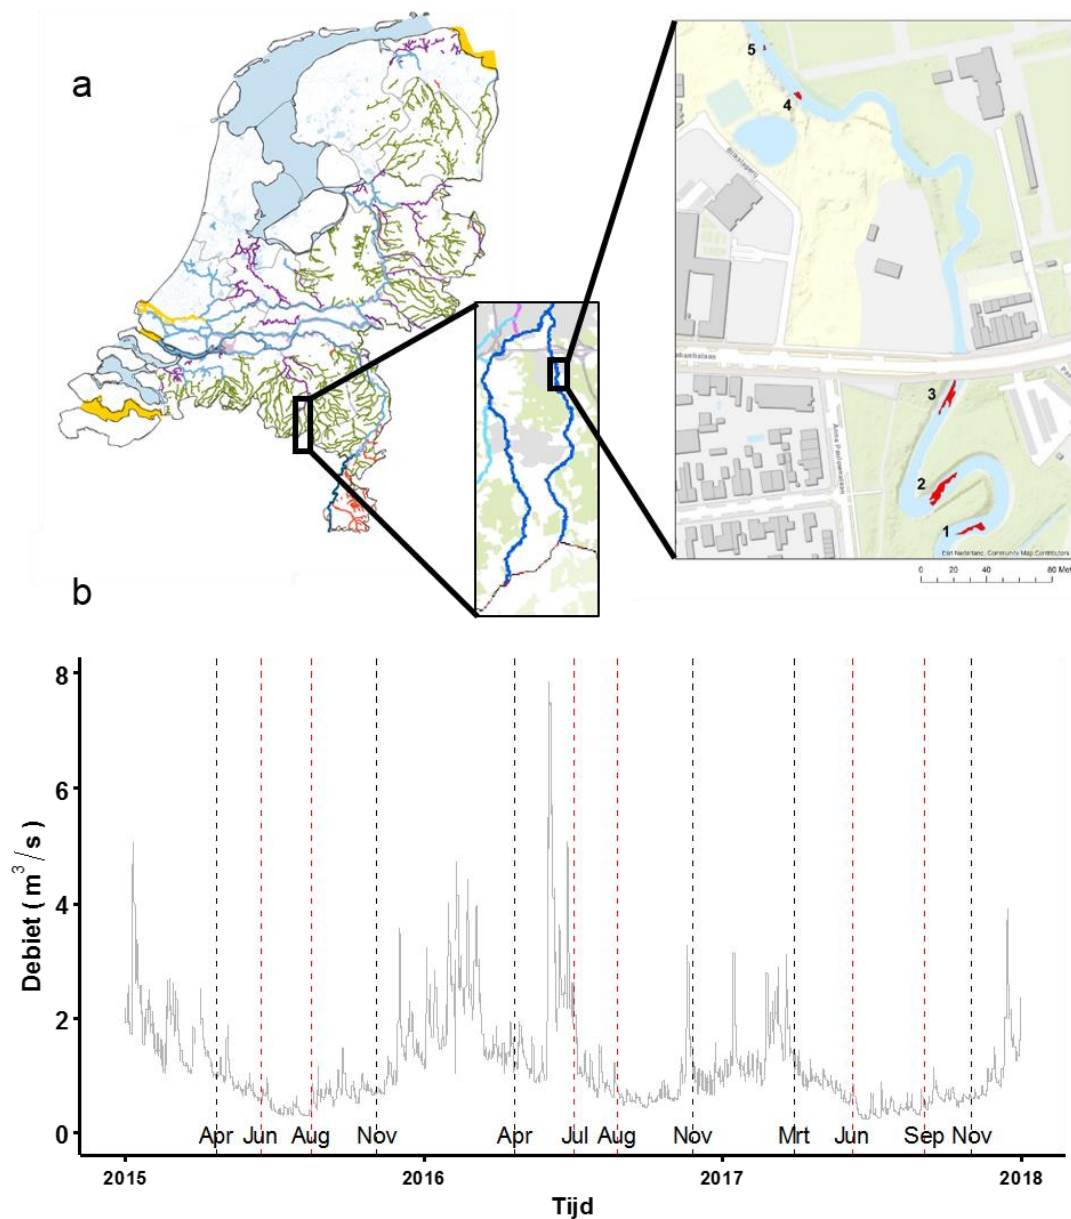 a
5
4
3
2
1
Anna Paulownalaan
Esri Nederland, Community Map Contributors
0 20 40 80 Met
b
Debiet ( m³ / s )
8
6
4
2
0
Apr Jun Aug Nov Apr Jul Aug Nov Mrt Jun Sep Nov
2015 2016 2017 2018
Tijd